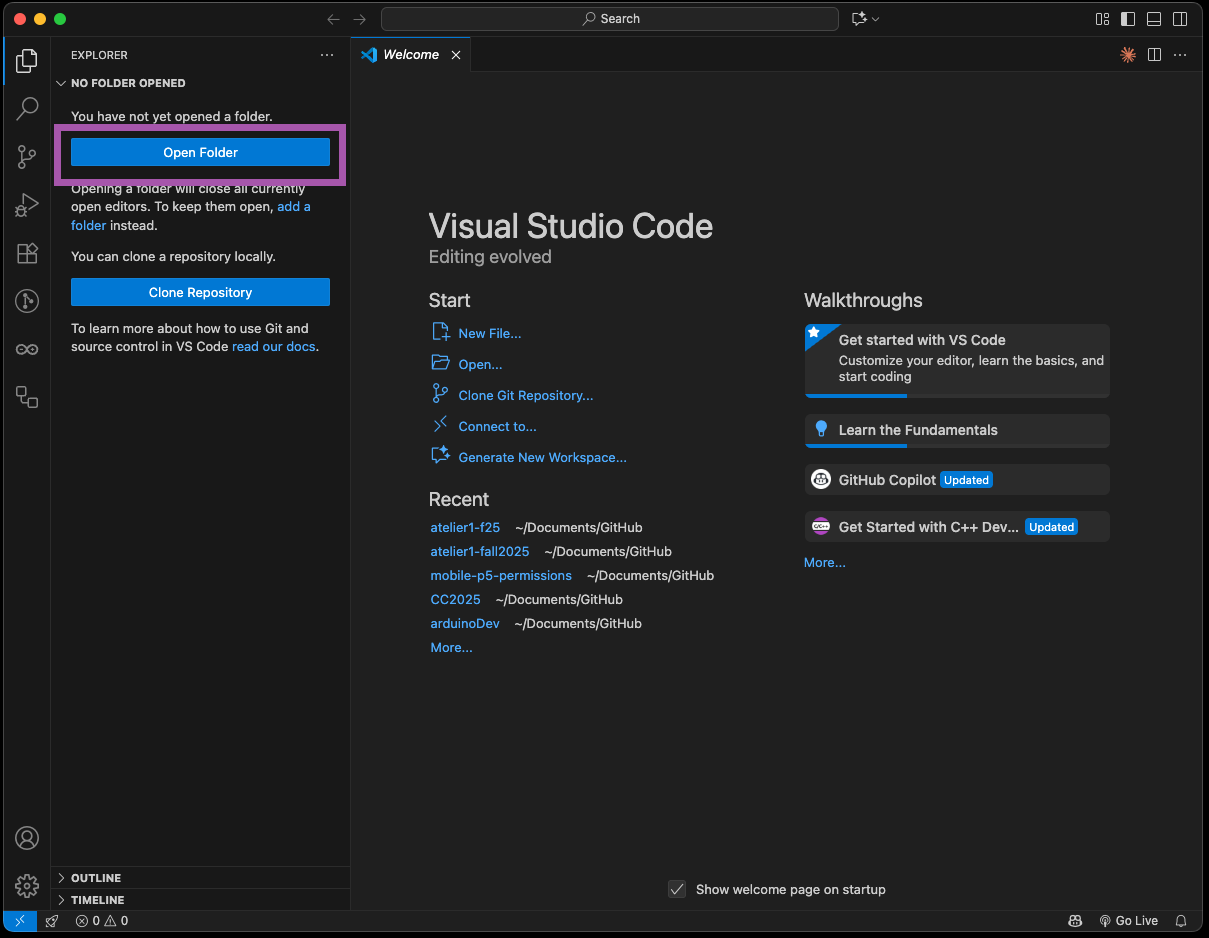 Search
EXPLORER
NO FOLDER OPENED
You have not yet opened a folder.
Open Folder
Opening a folder will close all currently
open editors. To keep them open, add a
folder instead.
You can clone a repository locally.
Clone Repository
To learn more about how to use Git and
source control in VS Code read our docs.
OUTLINE
TIMELINE
Welcome
Visual Studio Code
Editing evolved
Start
New File...
Open...
Clone Git Repository...
Connect to...
Generate New Workspace...
Recent
atelier1-f25 ~/Documents/GitHub
atelier1-fall2025 ~/Documents/GitHub
mobile-p5-permissions ~/Documents/GitHub
CC2025 ~/Documents/GitHub
arduinoDev ~/Documents/GitHub
More...
Walkthroughs
Get started with VS Code
Customize your editor, learn the basics, and
start coding
Learn the Fundamentals
GitHub Copilot Updated
C/C++ Get Started with C++ Dev... Updated
More...
Show welcome page on startup
0 0
Go Live